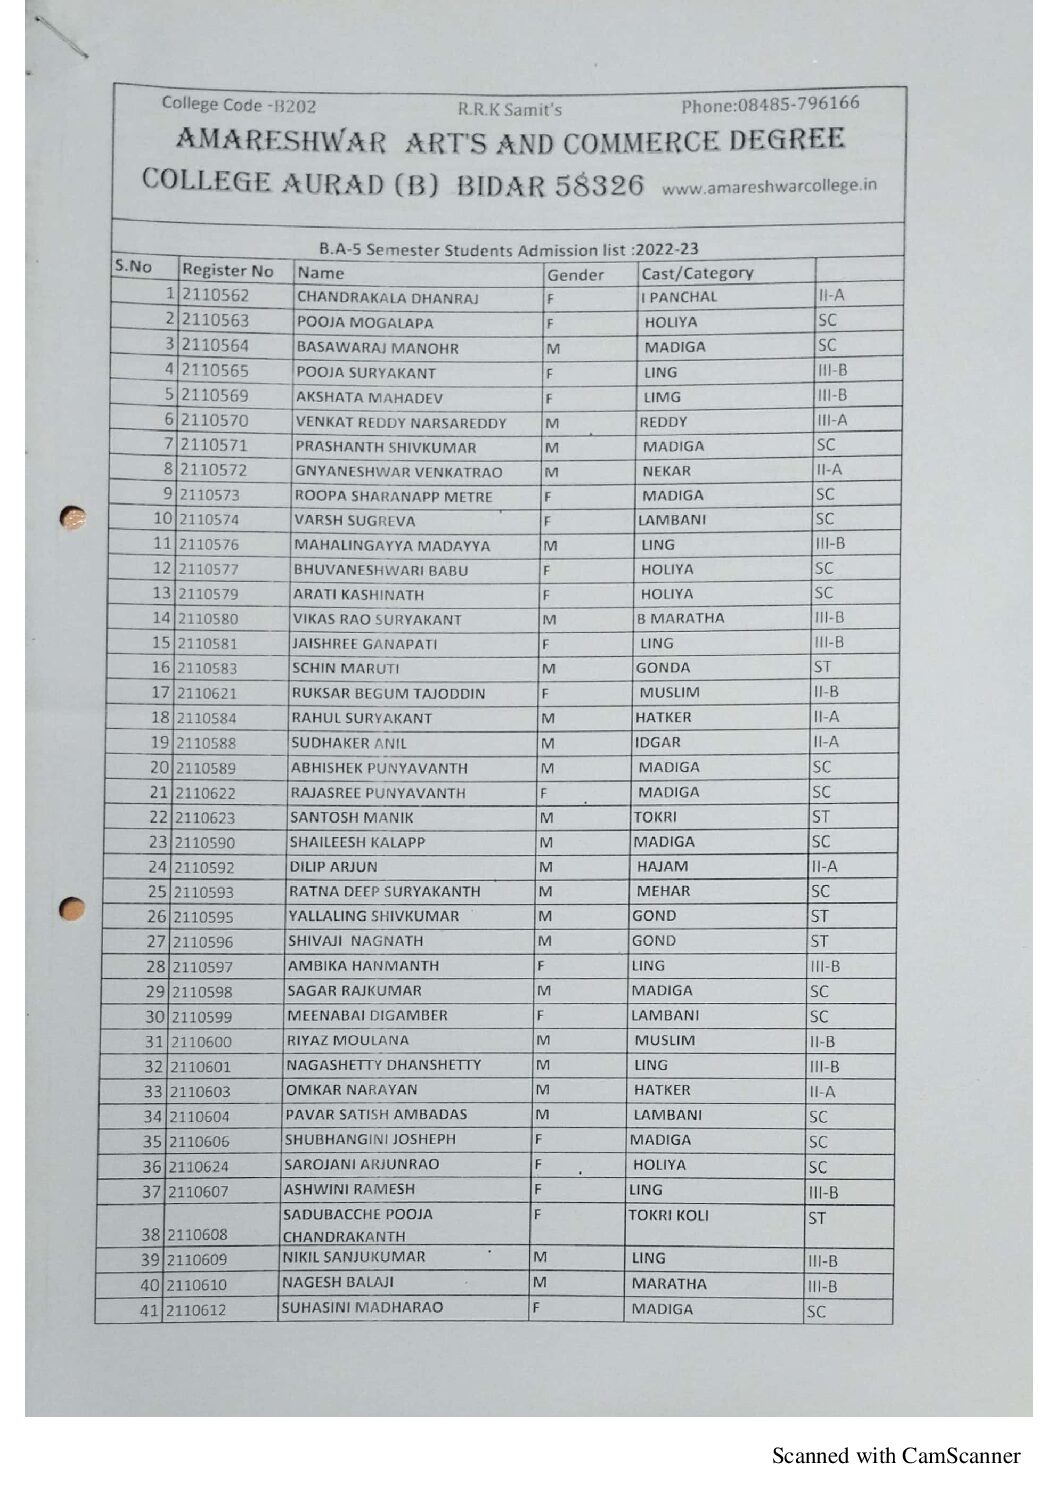 College Code -B202 R.R.K Samit's Phone:08485-796166
AMARESHWAR ART'S AND COMMERCE DEGREE
COLLEGE AURAD (B) BIDAR 58326 www.amareshwarcollege.in
B.A-5 Semester Students Admission list :2022-23
S.No Register No Name Gender Cast/Category
1 2110562 CHANDRAKALA DHANRAJ F I PANCHAL II-A
2 2110563 POOJA MOGALAPA F HOLIYA SC
3 2110564 BASAWARAJ MANOHR M MADIGA SC
4 2110565 POOJA SURYAKANT F LING III-B
5 2110569 AKSHATA MAHADEV F LIMG III-B
6 2110570 VENKAT REDDY NARSAREDDY M REDDY III-A
7 2110571 PRASHANTH SHIVKUMAR M MADIGA SC
8 2110572 GNYANESHWAR VENKATRAO M NEKAR II-A
9 2110573 ROOPA SHARANAPP METRE F MADIGA SC
10 2110574 VARSH SUGREVA F LAMBANI SC
11 2110576 MAHALINGAYYA MADAYYA M LING III-B
12 2110577 BHUVANESHWARI BABU F HOLIYA SC
13 2110579 ARATI KASHINATH F HOLIYA SC
14 2110580 VIKAS RAO SURYAKANT M B MARATHA III-B
15 2110581 JAISHREE GANAPATI F LING III-B
16 2110583 SCHIN MARUTI M GONDA ST
17 2110621 RUKSAR BEGUM TAJODDIN F MUSLIM II-B
18 2110584 RAHUL SURYAKANT M HATKER II-A
19 2110588 SUDHAKER ANIL M IDGAR II-A
20 2110589 ABHISHEK PUNYAVANTH M MADIGA SC
21 2110622 RAJASREE PUNYAVANTH F MADIGA SC
22 2110623 SANTOSH MANIK M TOKRI ST
23 2110590 SHAILEESH KALAPP M MADIGA SC
24 2110592 DILIP ARJUN M HAJAM II-A
25 2110593 RATNA DEEP SURYAKANTH M MEHAR SC
26 2110595 YALLALING SHIVKUMAR M GOND ST
27 2110596 SHIVAJI NAGNATH M GOND ST
28 2110597 AMBIKA HANMANTH F LING III-B
29 2110598 SAGAR RAJKUMAR M MADIGA SC
30 2110599 MEENABAI DIGAMBER F LAMBANI SC
31 2110600 RIYAZ MOULANA M MUSLIM II-B
32 2110601 NAGASHETTY DHANSHETTY M LING III-B
33 2110603 OMKAR NARAYAN M HATKER II-A
34 2110604 PAVAR SATISH AMBADAS M LAMBANI SC
35 2110606 SHUBHANGINI JOSHEPH F MADIGA SC
36 2110624 SAROJANI ARJUNRAO F HOLIYA SC
37 2110607 ASHWINI RAMESH F LING III-B
SADUBACCHE POOJA F TOKRI KOLI ST
38 2110608 CHANDRAKANTH
39 2110609 NIKIL SANJUKUMAR M LING III-B
40 2110610 NAGESH BALAJI M MARATHA III-B
41 2110612 SUHASINI MADHARAO F MADIGA SC
Scanned with CamScanner